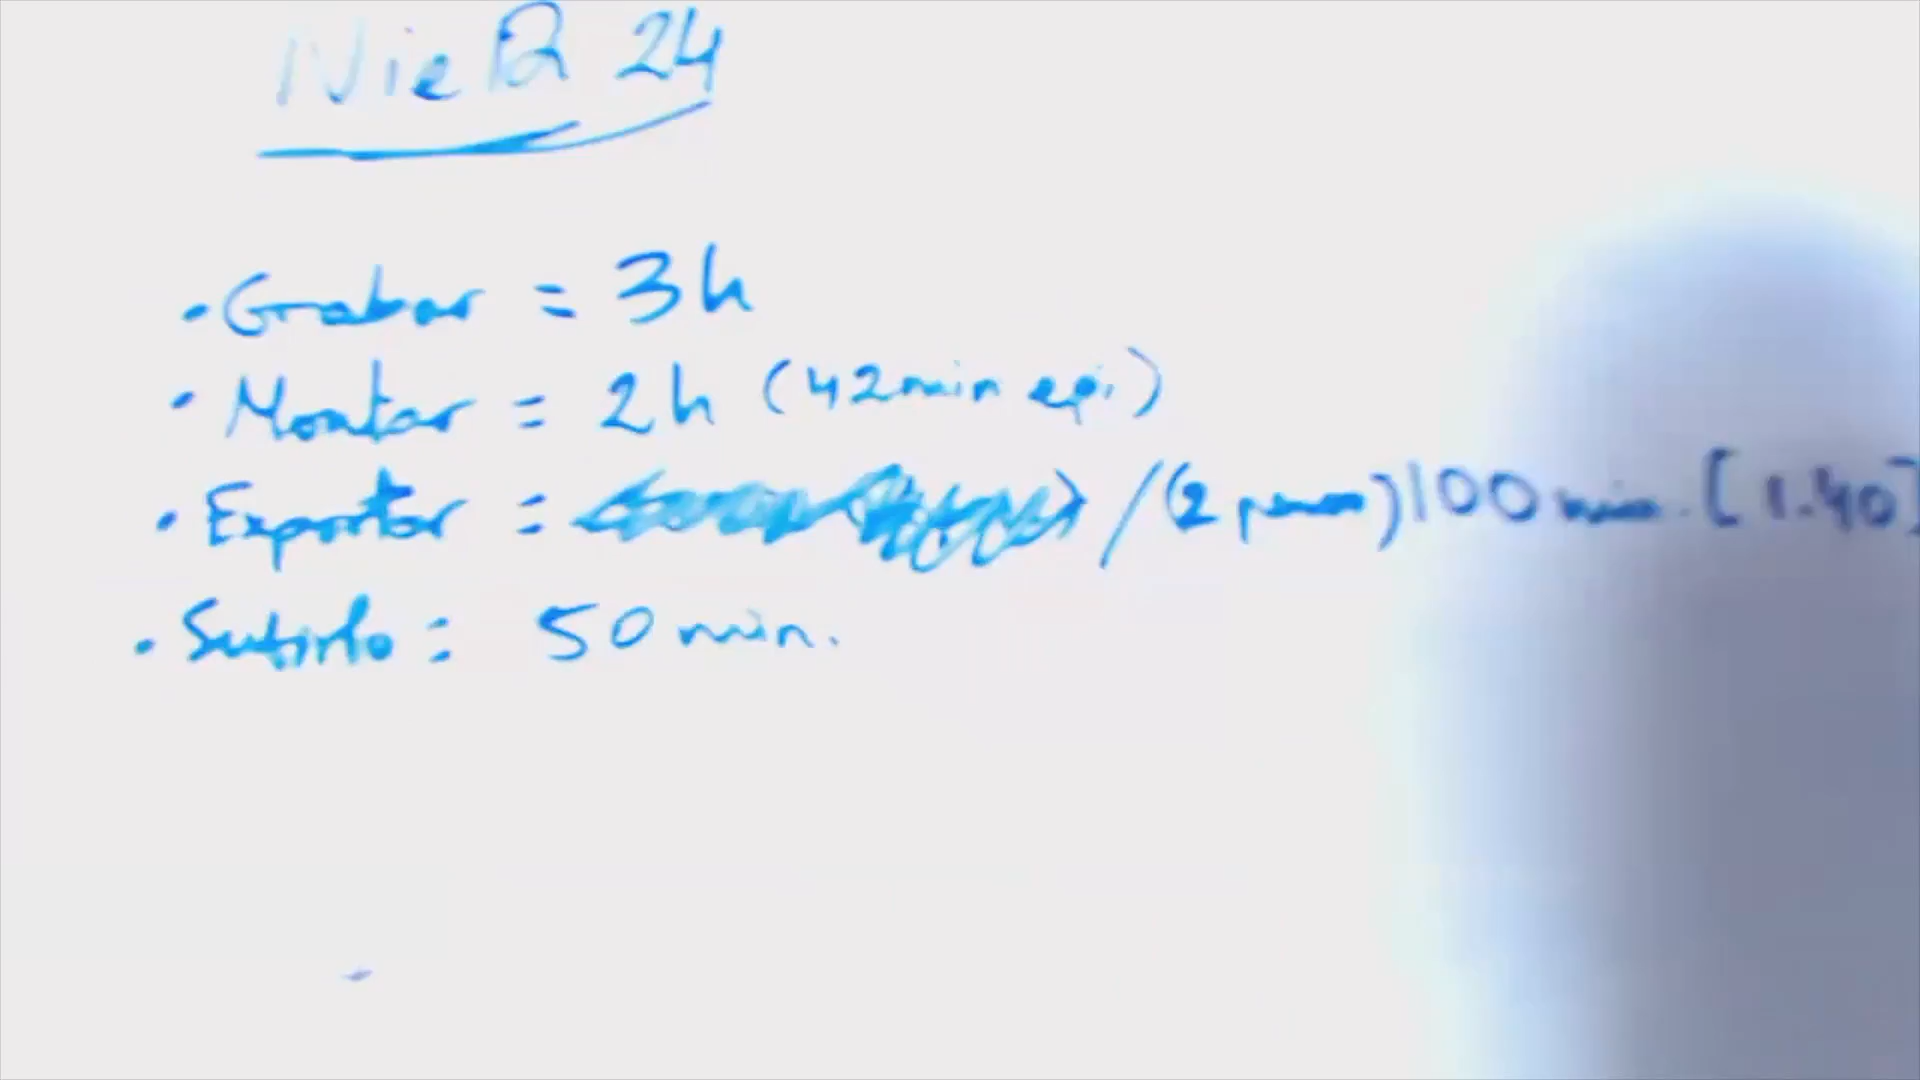 NieR 24
• Grabar = 3h
• Montar = 2h (42min epi.)
• Exportar = / (2 pasos) 100 min. [1.40]
• Subirlo = 50 min.